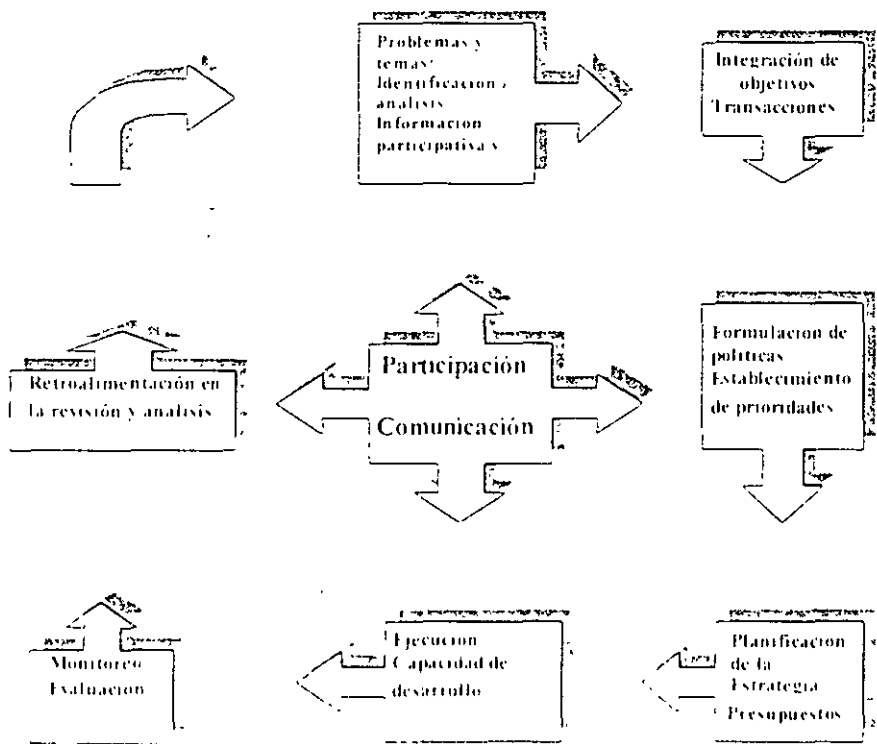 Problemas y
temas:
Identificacion
analisis
Informacion
participativa
Integración de
objetivos
Transacciones
Retroalimentación en
la revisión y analisis
Participación
Comunicación
Formulacion de
politicas
Establecimiento
de prioridades
Monitoreo
Evaluacion
Ejecucion
Capacidad de
desarrollo
Planificacion
de la
Estrategia
Presupuestos